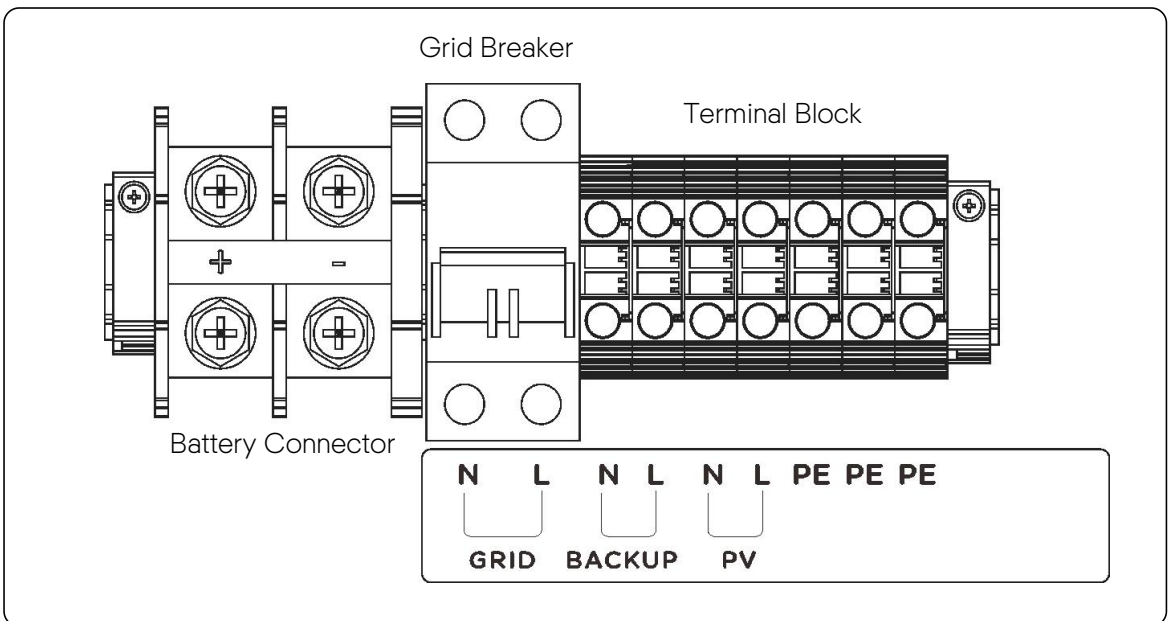 Grid Breaker
Terminal Block
+ -
Battery Connector
N L N L N L PE PE PE
GRID BACKUP PV